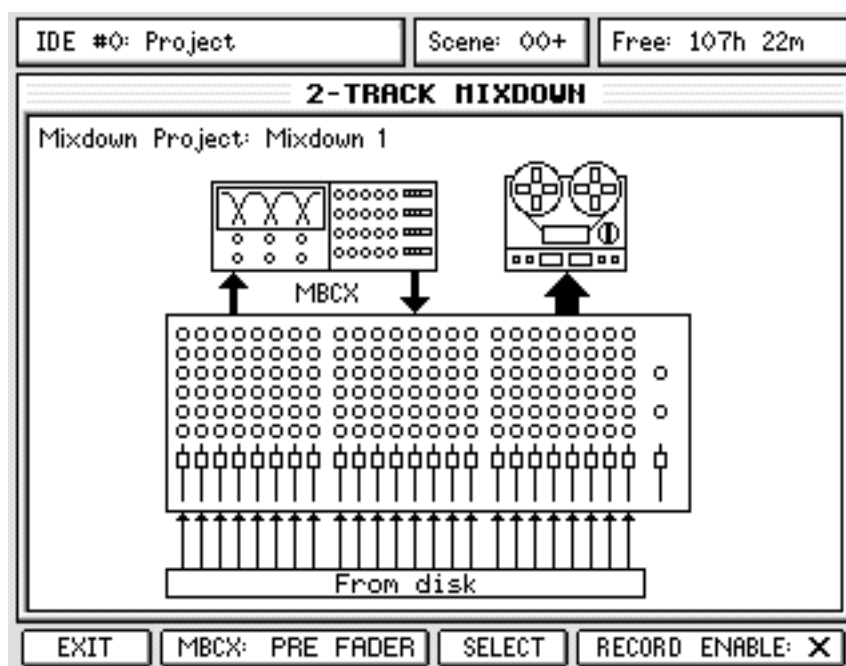 IDE #0: Project
Scene: 00+
Free: 107h 22m
2-TRACK MIXDOWN
Mixdown Project: Mixdown 1
MBCX
From disk
EXIT
MBCX: PRE FADER
SELECT
RECORD ENABLE: X